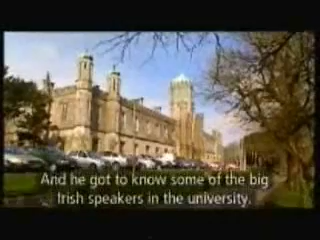 And he got to know some of the big
Irish speakers in the university.